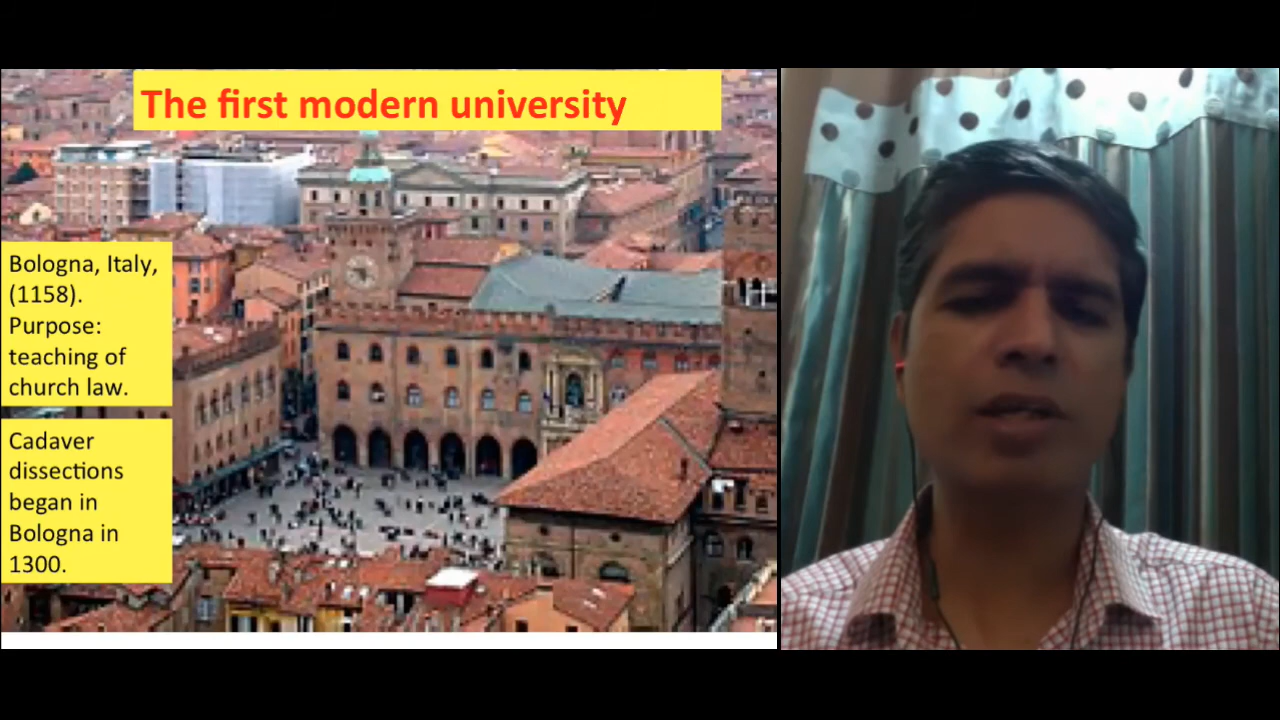 The first modern university
Bologna, Italy,
(1158).
Purpose:
teaching of
church law.
Cadaver
dissections
began in
Bologna in
1300.